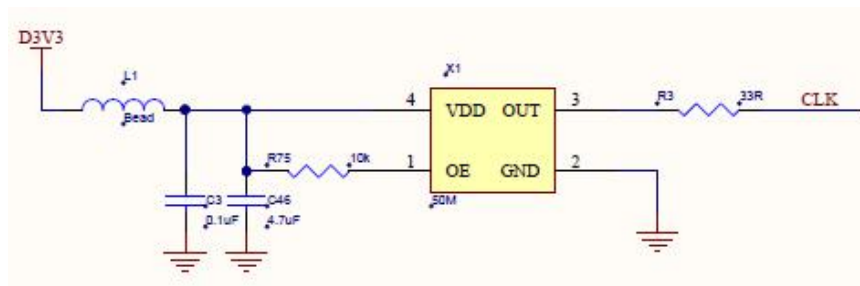 D3V3
L1
Bead
X1
4 VDD OUT 3
R3 33R CLK
R75 10k
1 OE GND 2
C3
0.1uF
C46
4.7uF
50M